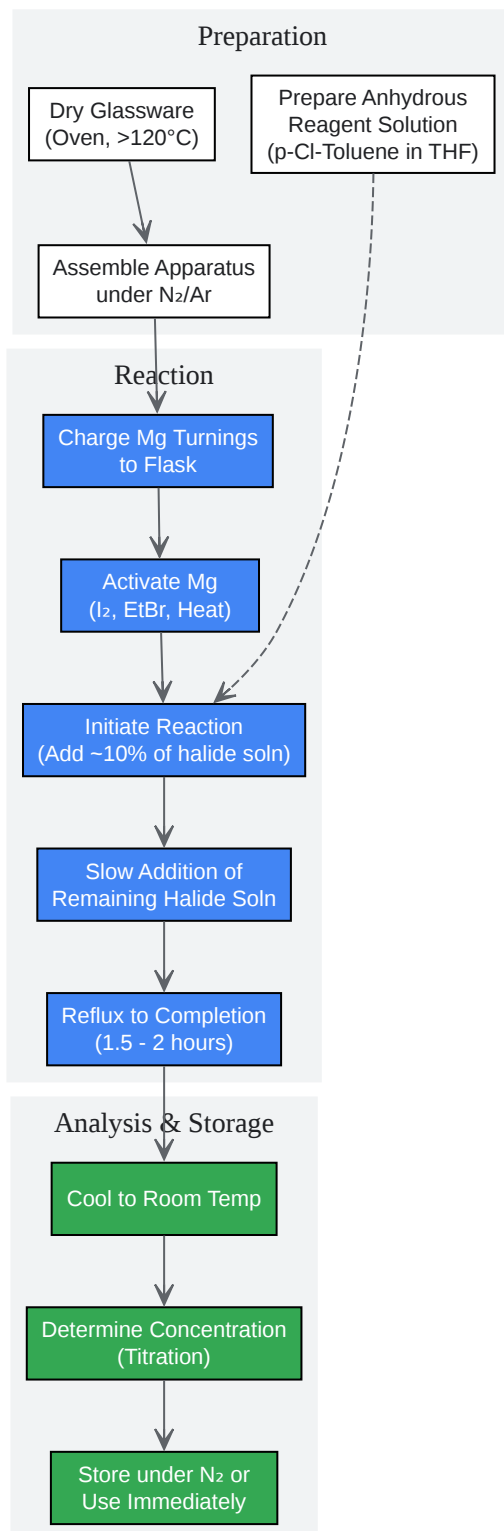 Preparation
Dry Glassware
(Oven, >120°C)
Prepare Anhydrous
Reagent Solution
(p-Cl-Toluene in THF)
Assemble Apparatus
under N₂/Ar
Reaction
Charge Mg Turnings
to Flask
Activate Mg
(I₂, EtBr, Heat)
Initiate Reaction
(Add ~10% of halide soln)
Slow Addition of
Remaining Halide Soln
Reflux to Completion
(1.5 - 2 hours)
Analysis & Storage
Cool to Room Temp
Determine Concentration
(Titration)
Store under N₂ or
Use Immediately